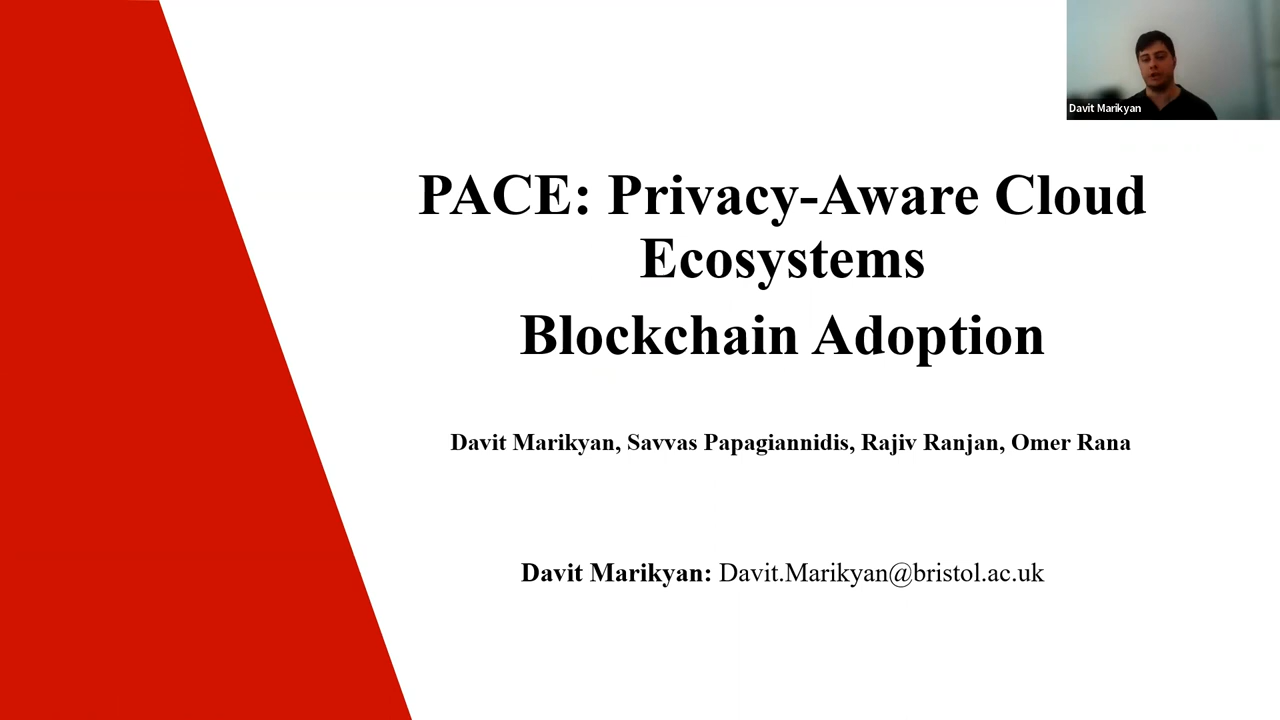 Davit Marikyan
PACE: Privacy-Aware Cloud
Ecosystems
Blockchain Adoption
Davit Marikyan, Savvas Papagiannidis, Rajiv Ranjan, Omer Rana
Davit Marikyan: Davit.Marikyan@bristol.ac.uk